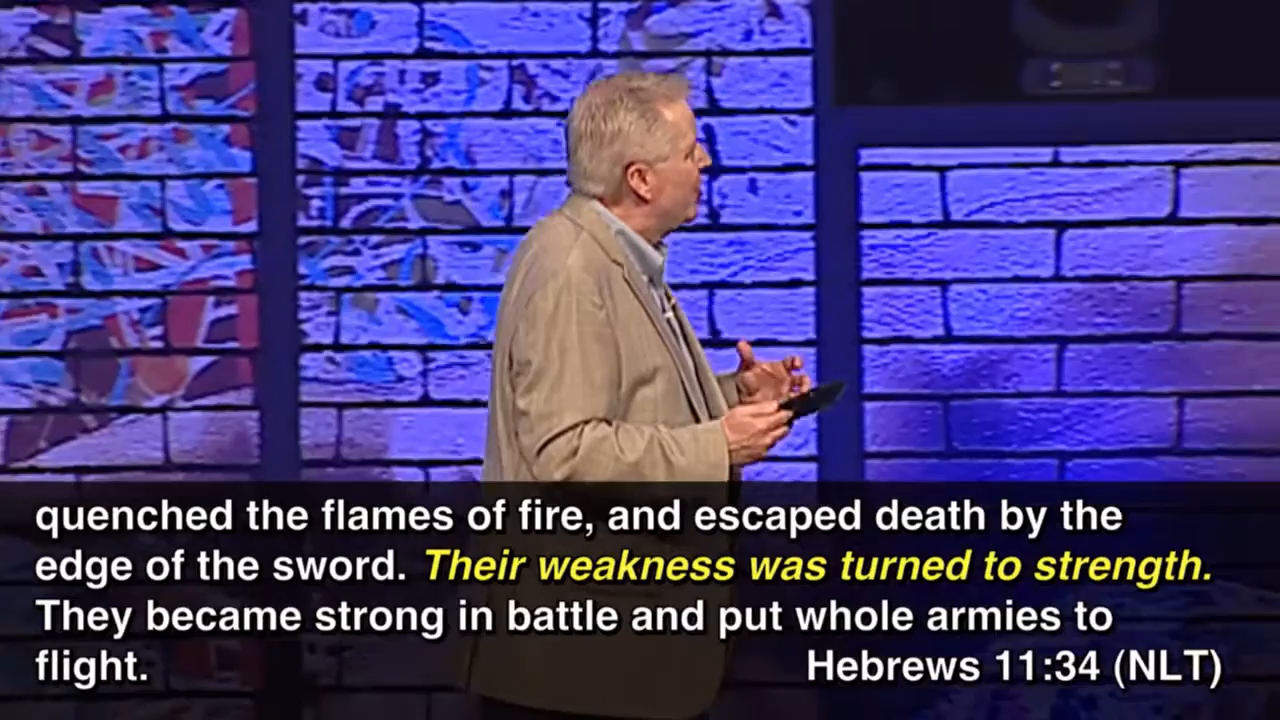 quenched the flames of fire, and escaped death by the
edge of the sword. Their weakness was turned to strength.
They became strong in battle and put whole armies to
flight. Hebrews 11:34 (NLT)